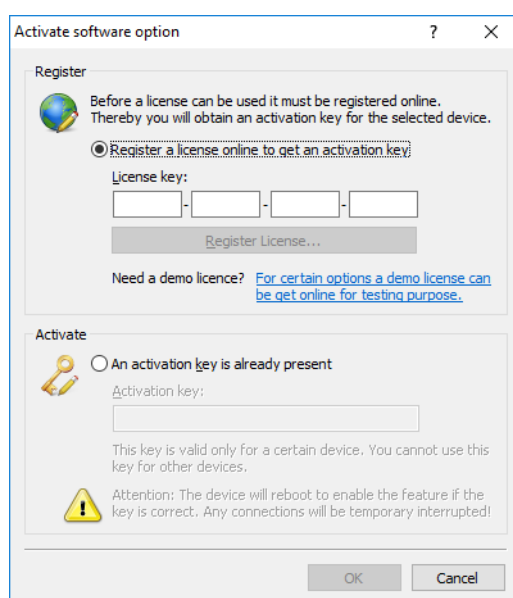 Activate software option
?
Register
Before a license can be used it must be registered online.
Thereby you will obtain an activation key for the selected device.
Register a license online to get an activation key
License key:
- - -
Register License...
Need a demo licence? For certain options a demo license can
be get online for testing purpose.
Activate
An activation key is already present
Activation key:
This key is valid only for a certain device. You cannot use this
key for other devices.
Attention: The device will reboot to enable the feature if the
key is correct. Any connections will be temporary interrupted!
OK Cancel